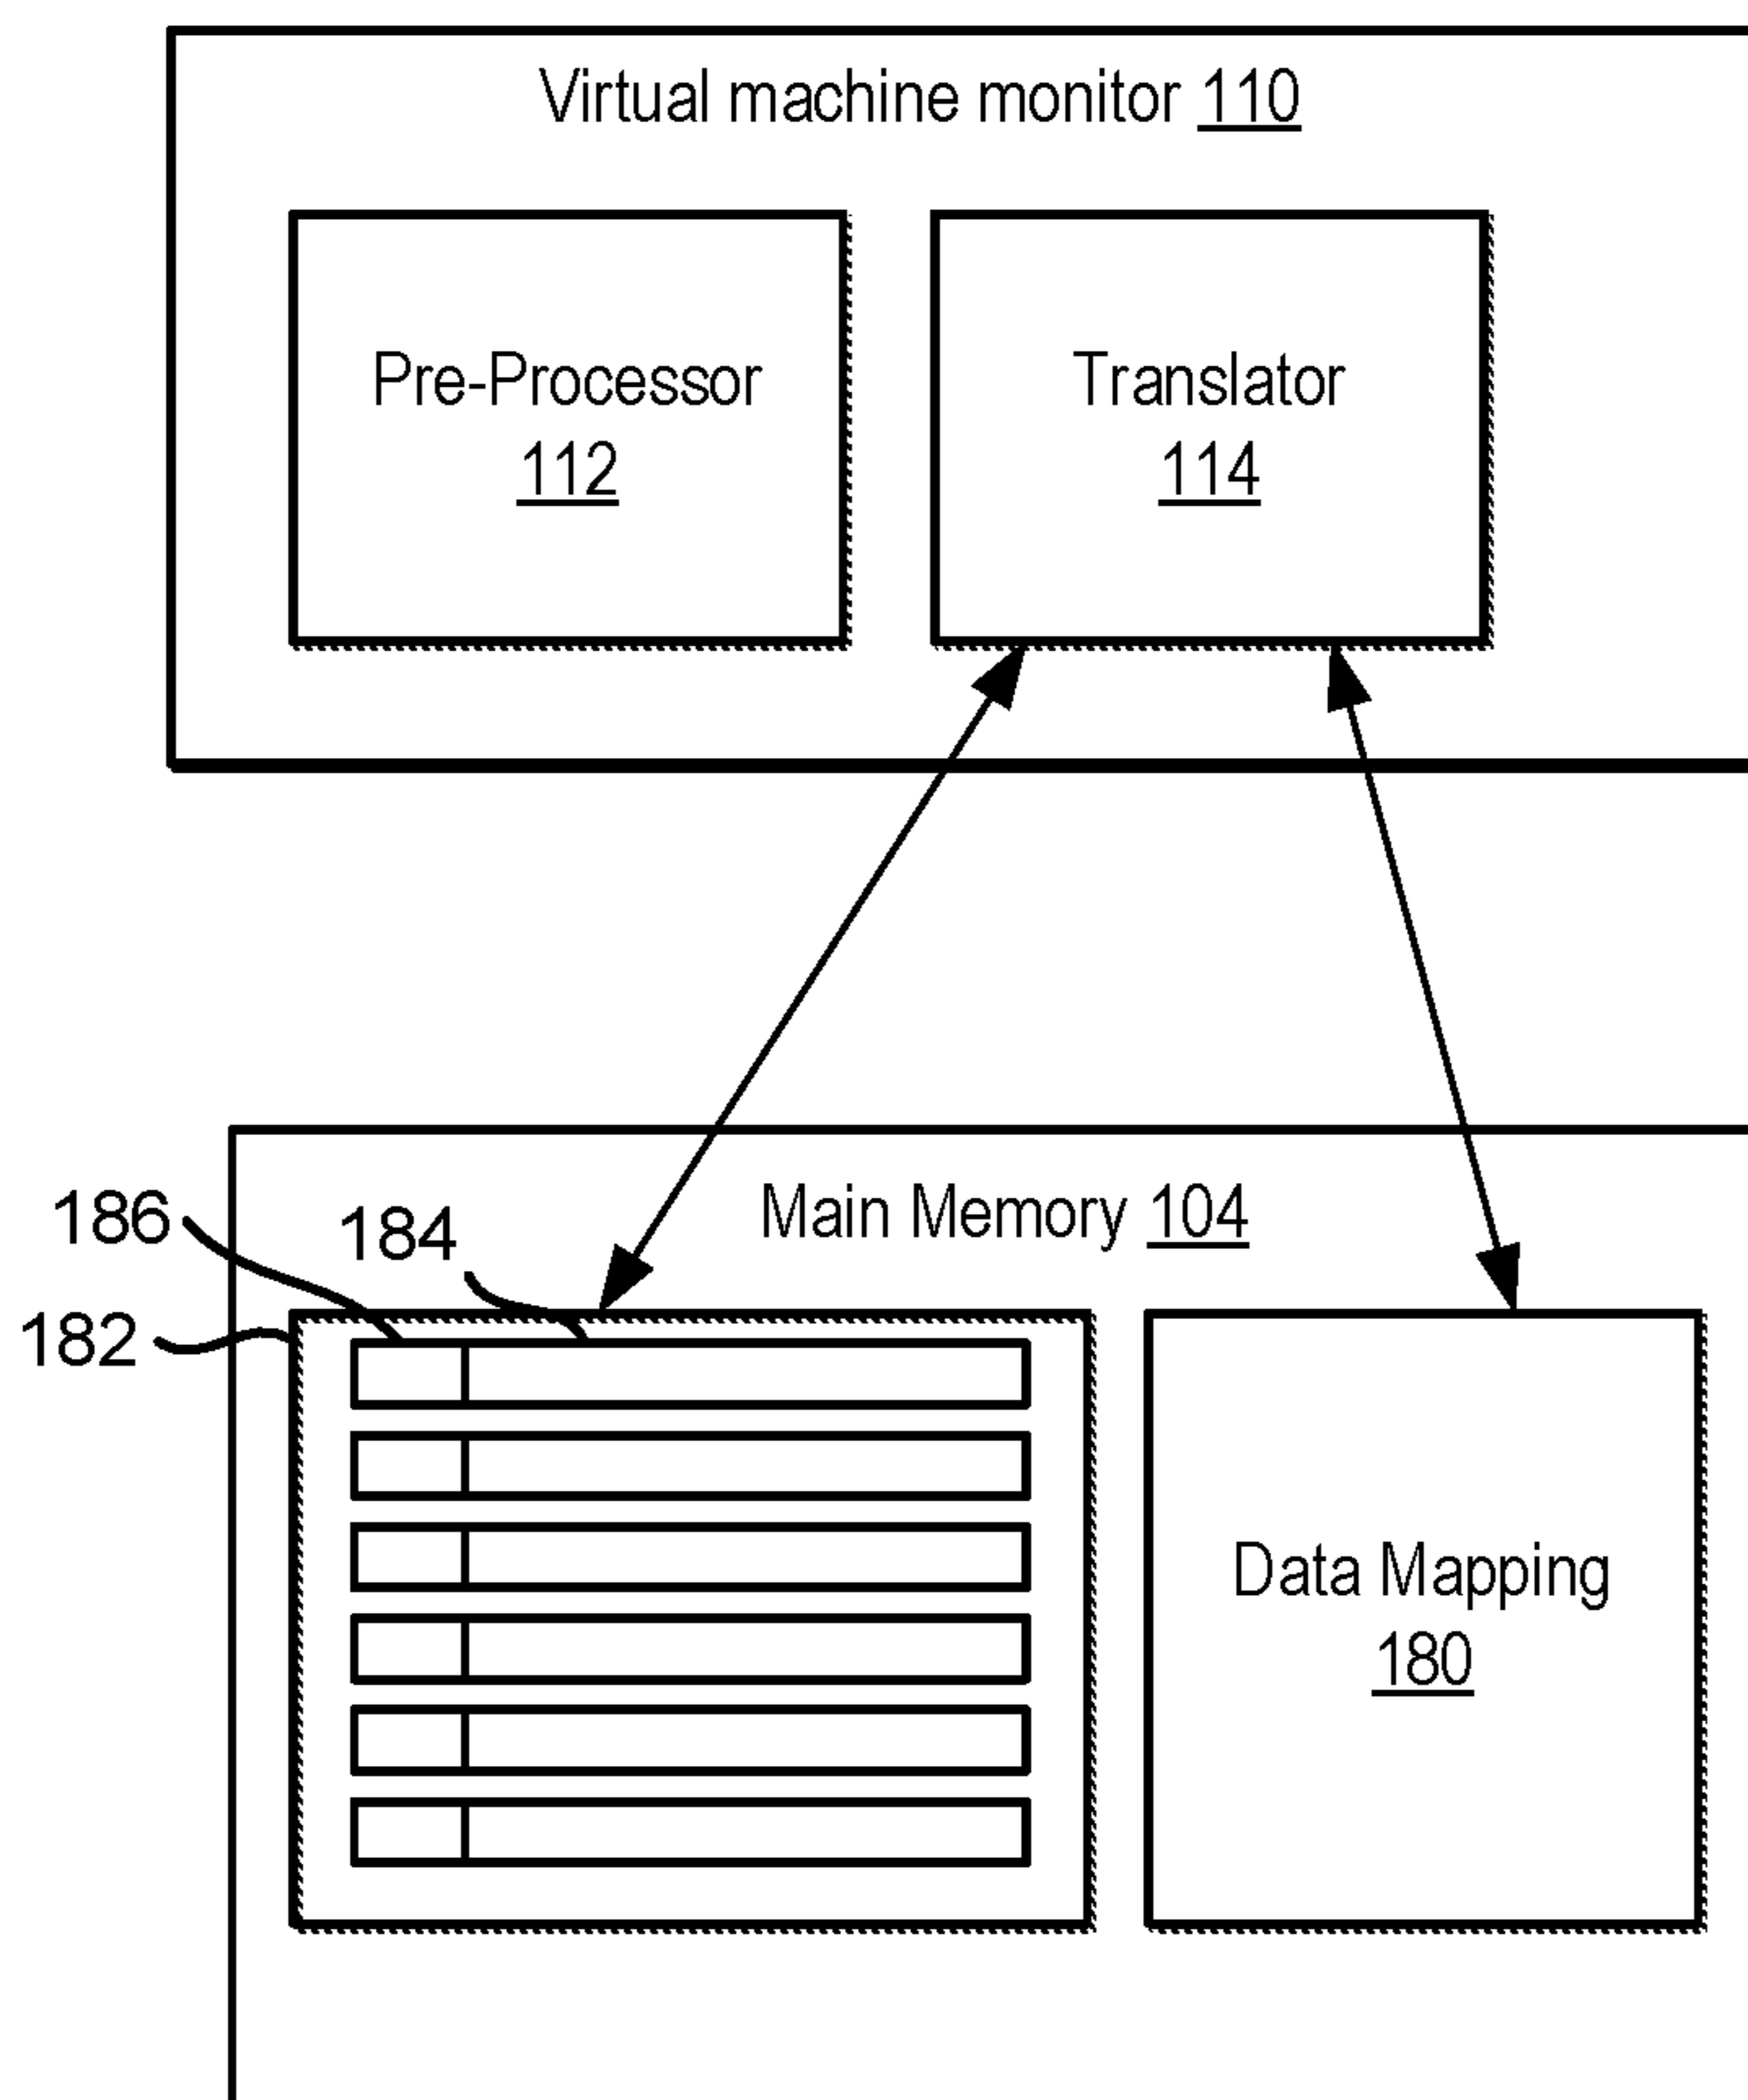 Virtual machine monitor 110
Pre-Processor
112
Translator
114
Main Memory 104
186
184
182
Data Mapping
180